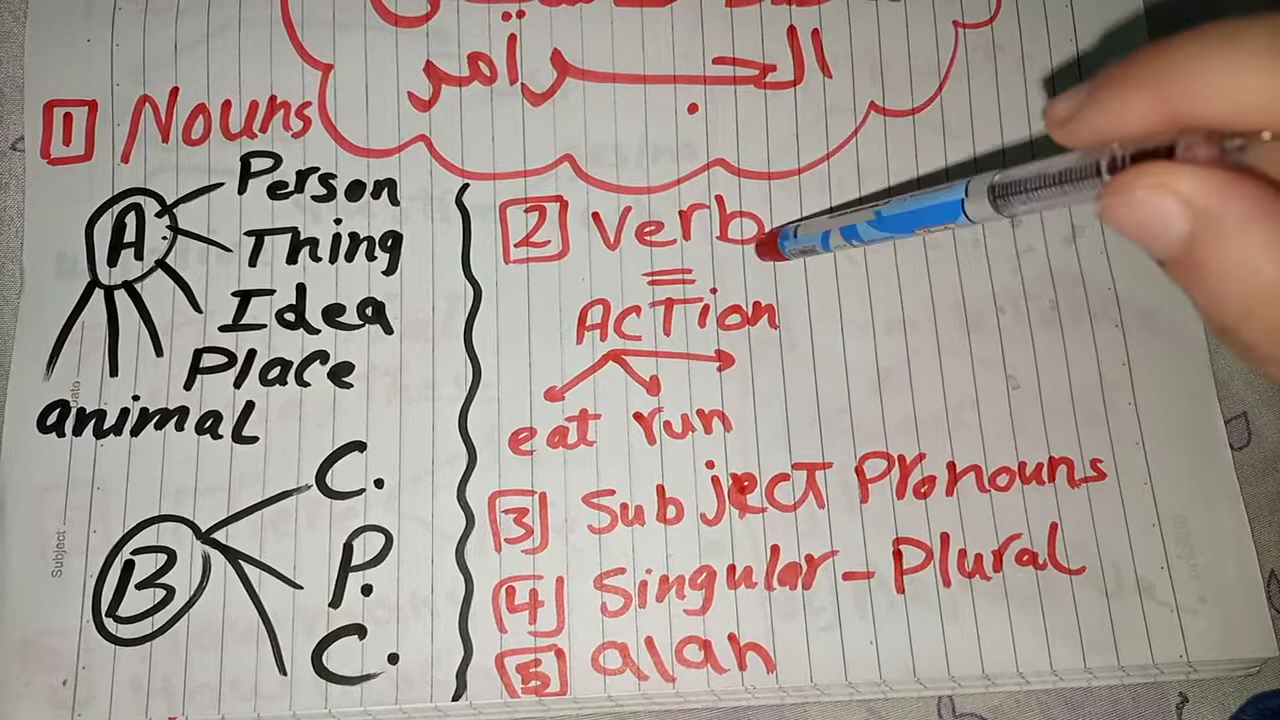 الجرامر
1 Nouns
A
Person
Thing
Idea
Place
animal
B
C.
P.
C.
2 Verb
ACTion
eat run
3 Subject Pronouns
4 Singular - Plural
5 a/an
Subject